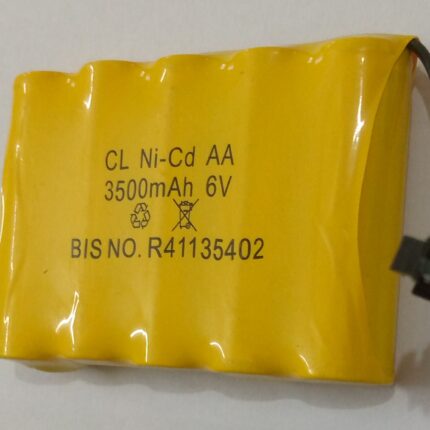 CL Ni-Cd AA
3500mAh 6V
BIS NO. R41135402